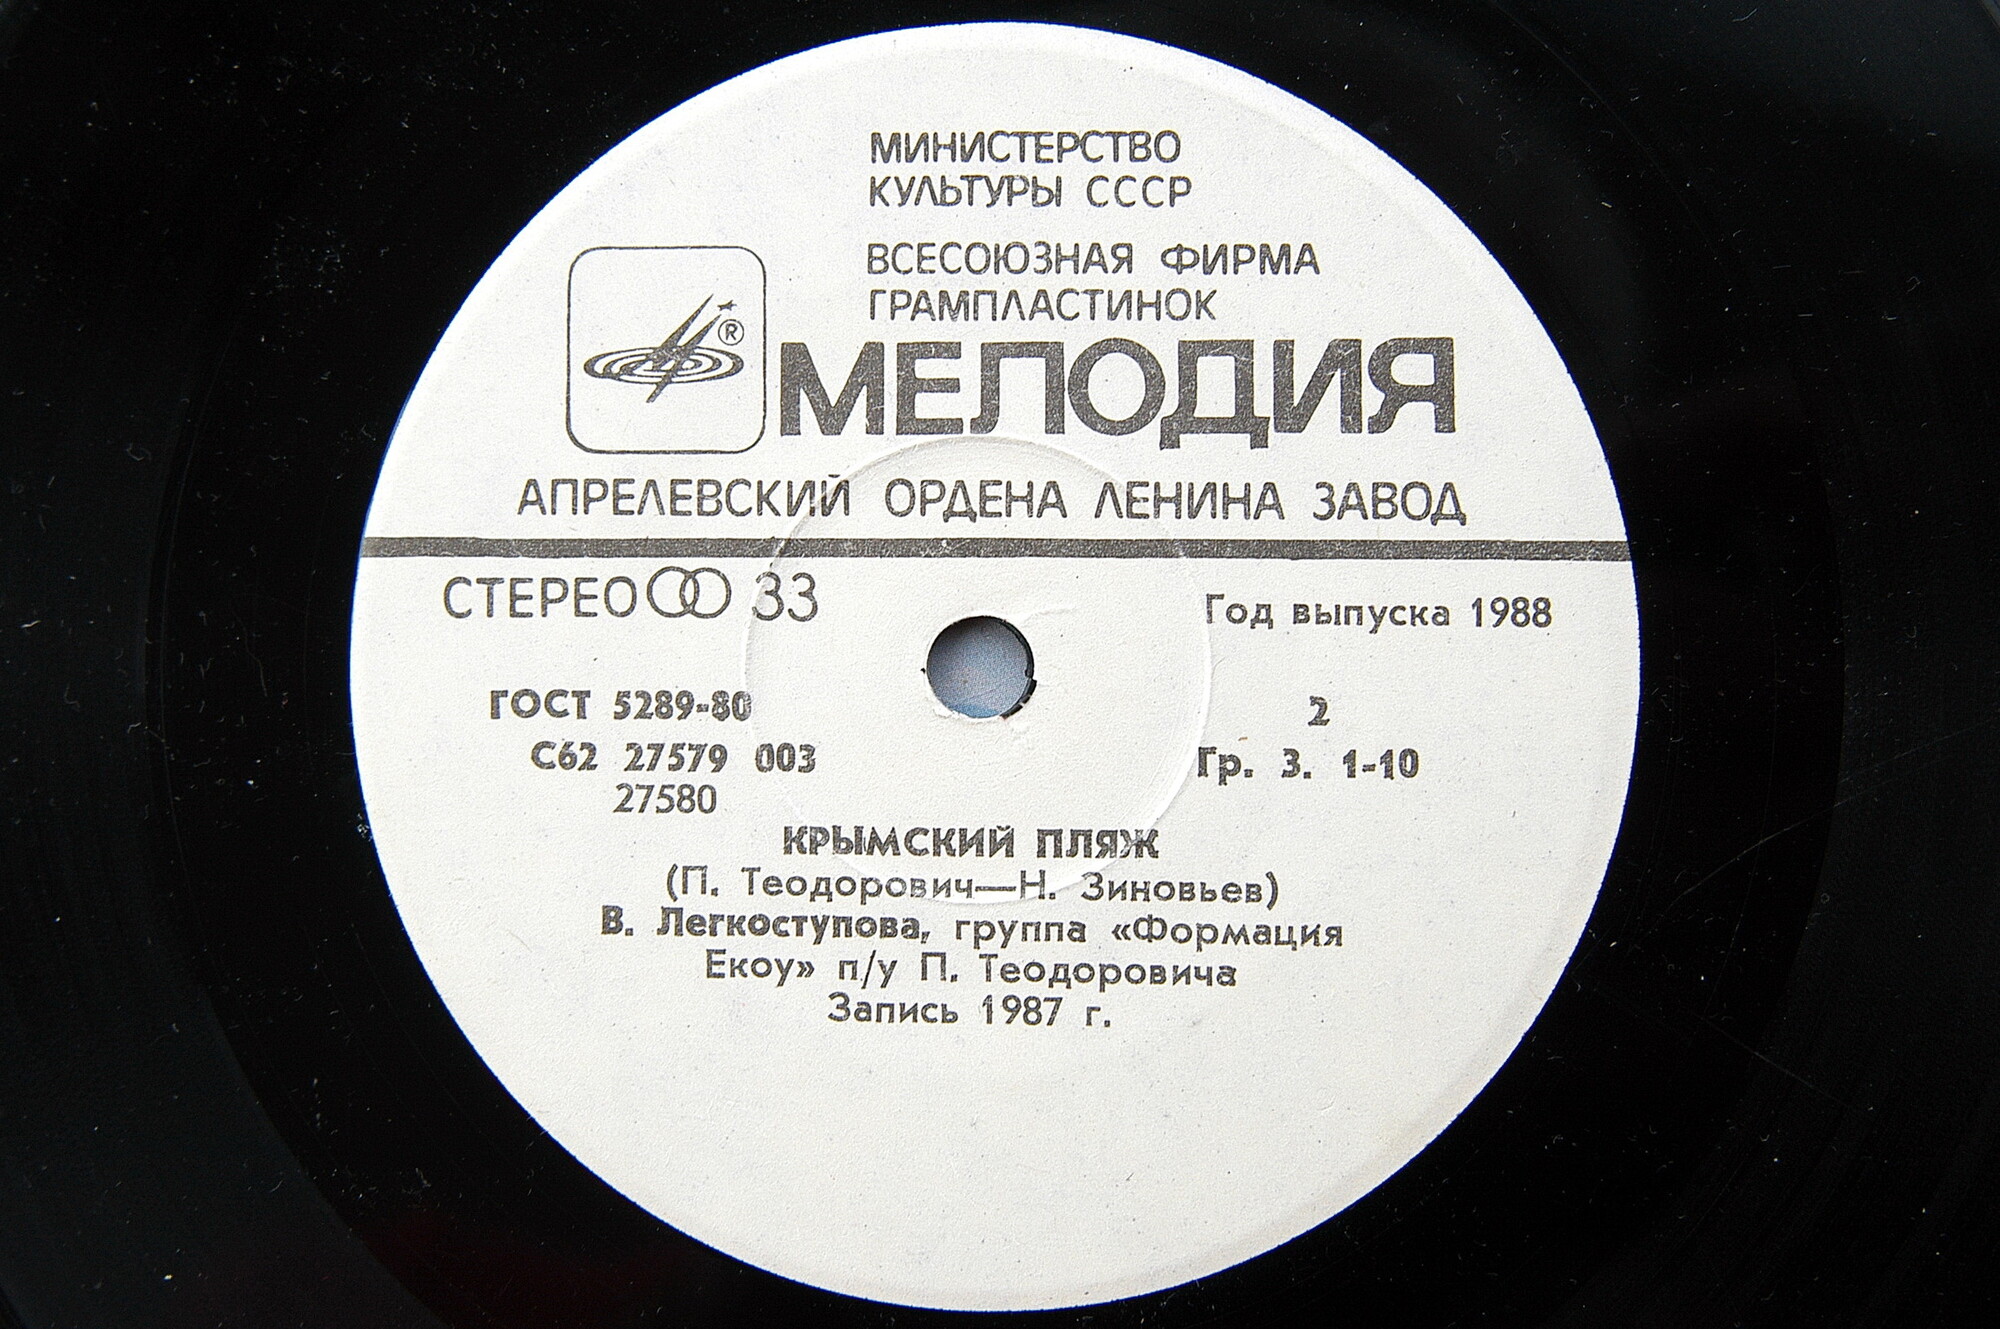 МИНИСТЕРСТВО
КУЛЬТУРЫ СССР
ВСЕСОЮЗНАЯ ФИРМА
ГРАМПЛАСТИНОК
®
МЕЛОДИЯ
АПРЕЛЕВСКИЙ ОРДЕНА ЛЕНИНА ЗАВОД
СТЕРЕО 33
Год выпуска 1988
ГОСТ 5289-80
2
С62 27579 003
Гр. 3. 1-10
27580
КРЫМСКИЙ ПЛЯЖ
(П. Теодорович—Н. Зиновьев)
В. Легкоступова, группа «Формация
Екоу» п/у П. Теодоровича
Запись 1987 г.